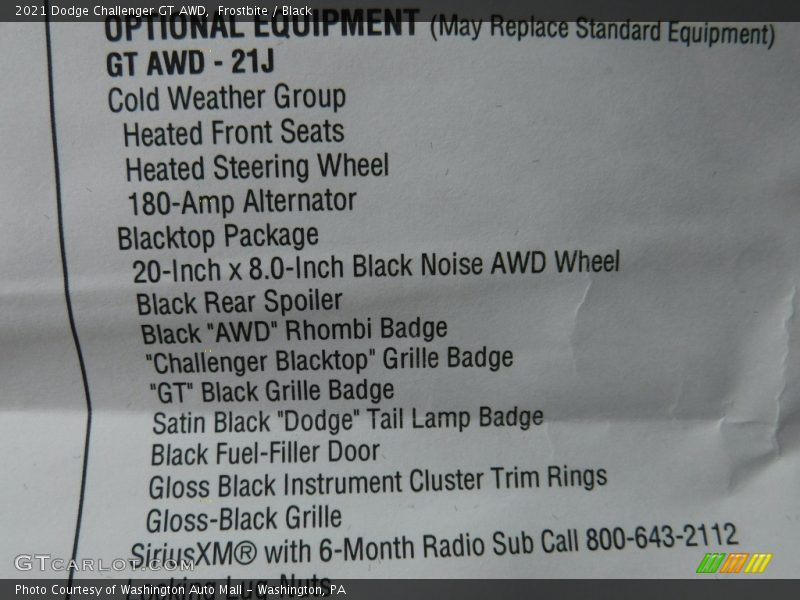 2021 Dodge Challenger GT AWD, Frostbite / Black
OPTIONAL EQUIPMENT (May Replace Standard Equipment)
GT AWD - 21J
Cold Weather Group
Heated Front Seats
Heated Steering Wheel
180-Amp Alternator
Blacktop Package
20-Inch x 8.0-Inch Black Noise AWD Wheel
Black Rear Spoiler
Black "AWD" Rhombi Badge
"Challenger Blacktop" Grille Badge
"GT" Black Grille Badge
Satin Black "Dodge" Tail Lamp Badge
Black Fuel-Filler Door
Gloss Black Instrument Cluster Trim Rings
Gloss-Black Grille
SiriusXM® with 6-Month Radio Sub Call 800-643-2112
GTcarlot.com
Locking Lug Nuts
Photo Courtesy of Washington Auto Mall - Washington, PA